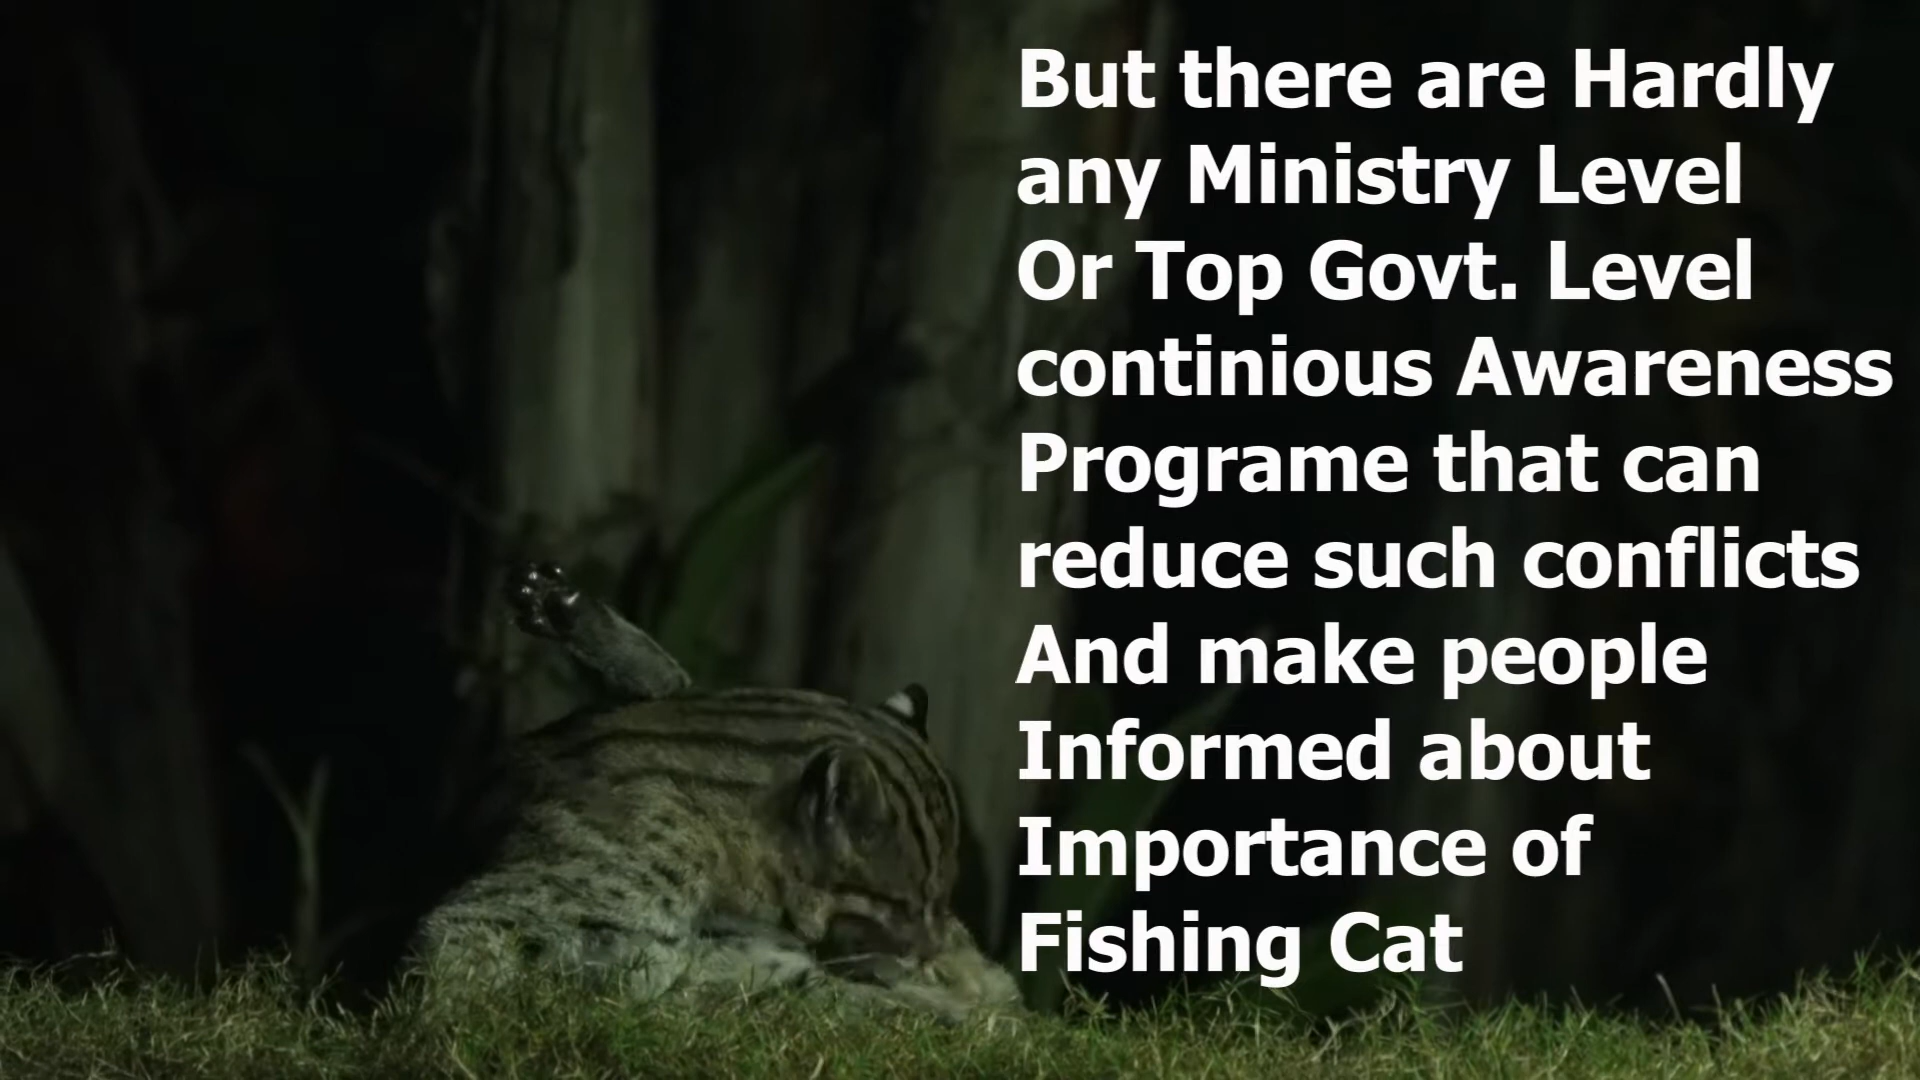 But there are Hardly
any Ministry Level
Or Top Govt. Level
continious Awareness
Programe that can
reduce such conflicts
And make people
Informed about
Importance of
Fishing Cat